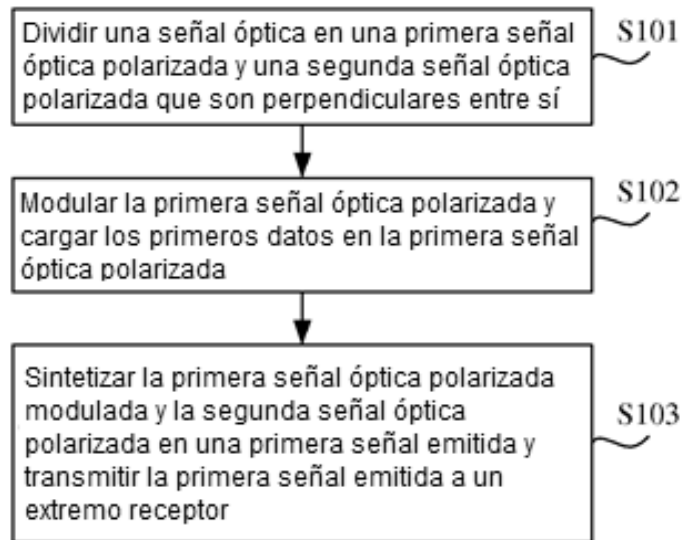 Dividir una señal óptica en una primera señal
óptica polarizada y una segunda señal óptica
polarizada que son perpendiculares entre sí
S101
Modular la primera señal óptica polarizada y
cargar los primeros datos en la primera señal
óptica polarizada
S102
Sintetizar la primera señal óptica polarizada
modulada y la segunda señal óptica
polarizada en una primera señal emitida y
transmitir la primera señal emitida a un
extremo receptor
S103